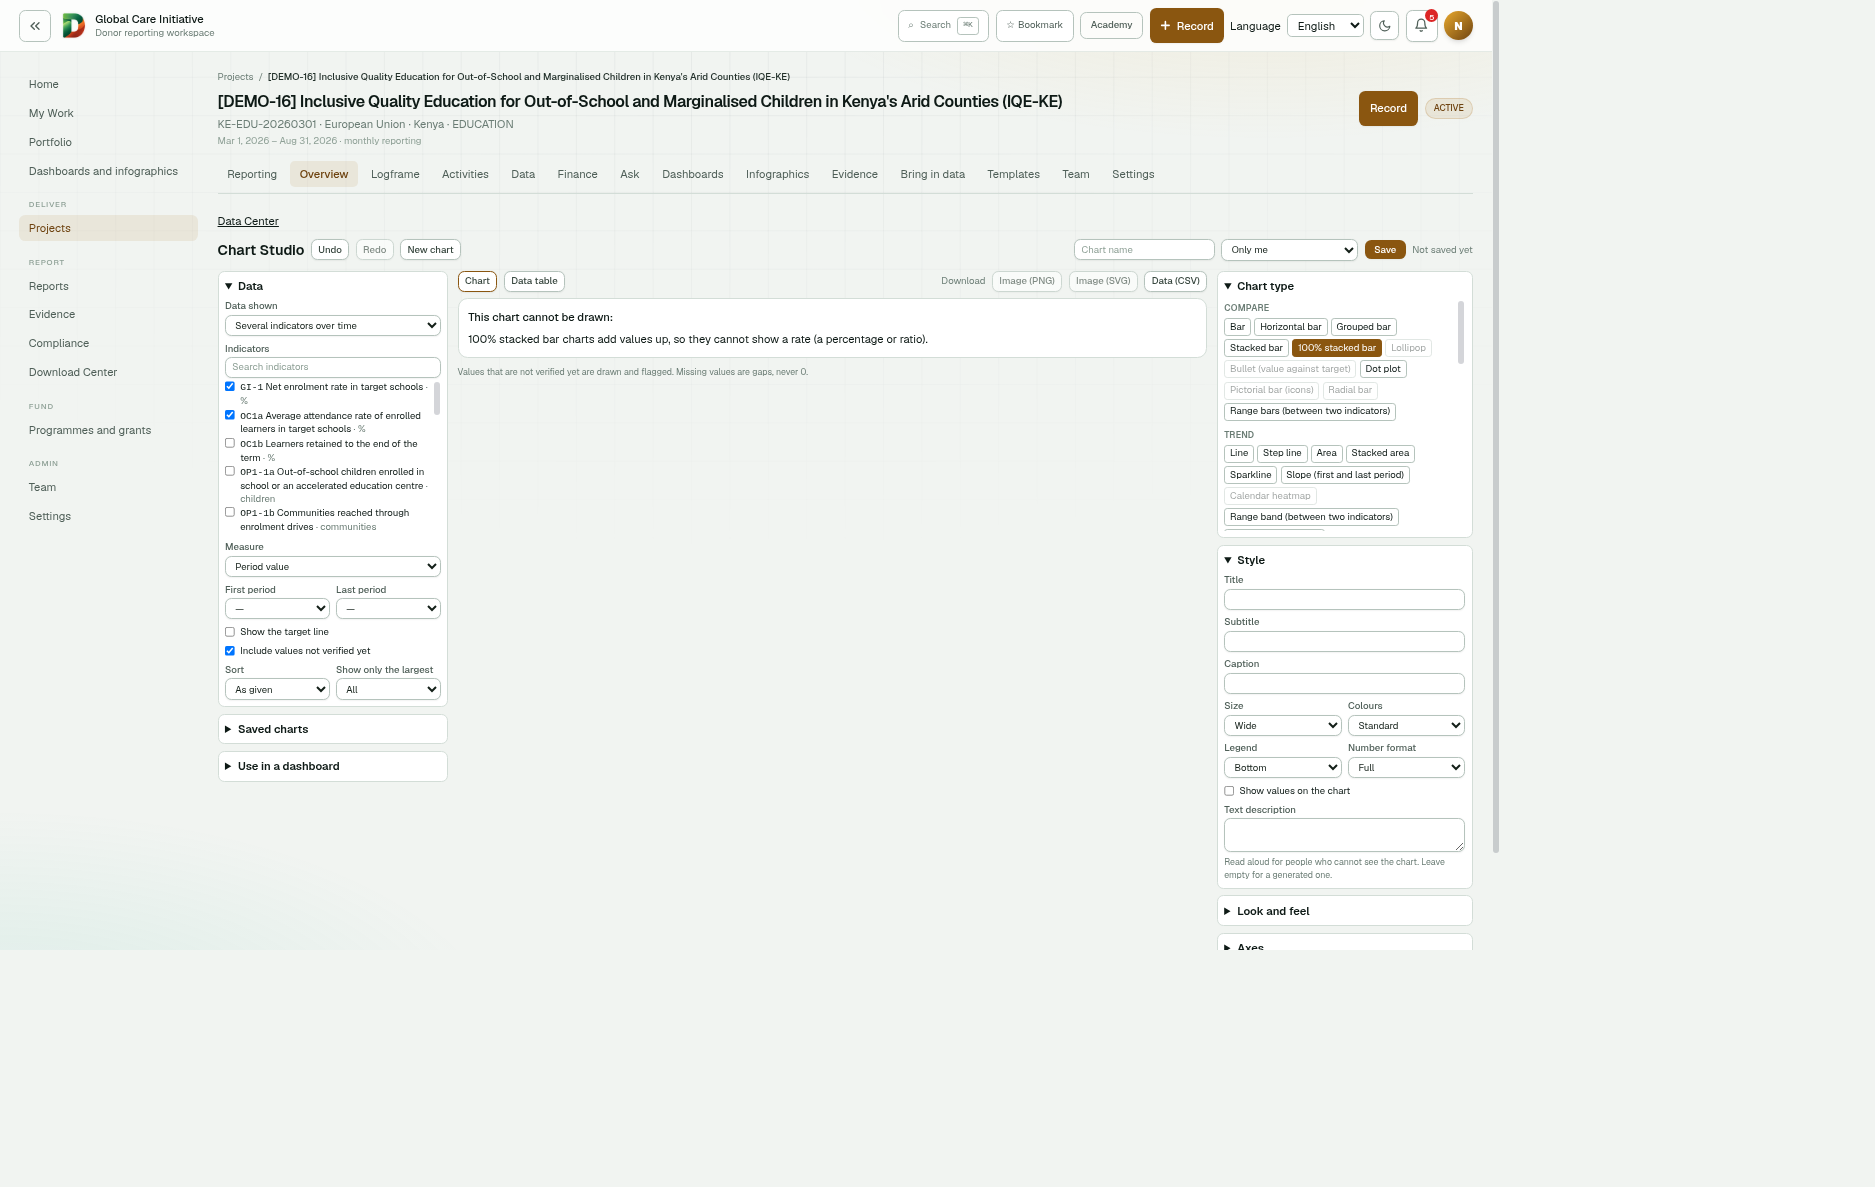 Global Care Initiative
Donor reporting workspace
Search ⌘K
☆ Bookmark
Academy
+ Record
Language
English
5
N
Home
My Work
Portfolio
Dashboards and infographics
DELIVER
Projects
REPORT
Reports
Evidence
Compliance
Download Center
FUND
Programmes and grants
ADMIN
Team
Settings
Projects / [DEMO-16] Inclusive Quality Education for Out-of-School and Marginalised Children in Kenya's Arid Counties (IQE-KE)
[DEMO-16] Inclusive Quality Education for Out-of-School and Marginalised Children in Kenya's Arid Counties (IQE-KE)
KE-EDU-20260301 · European Union · Kenya · EDUCATION
Mar 1, 2026 – Aug 31, 2026 · monthly reporting
Record
ACTIVE
Reporting Overview Logframe Activities Data Finance Ask Dashboards Infographics Evidence Bring in data Templates Team Settings
Data Center
Chart Studio
Undo
Redo
New chart
Chart name
Only me
Save
Not saved yet
▼ Data
Data shown
Several indicators over time
Indicators
Search indicators
GI-1 Net enrolment rate in target schools ·
%
OC1a Average attendance rate of enrolled
learners in target schools · %
OC1b Learners retained to the end of the
term · %
OP1-1a Out-of-school children enrolled in
school or an accelerated education centre ·
children
OP1-1b Communities reached through
enrolment drives · communities
Measure
Period value
First period Last period
— —
Show the target line
Include values not verified yet
Sort Show only the largest
As given All
▶ Saved charts
▶ Use in a dashboard
Chart
Data table
Download
Image (PNG)
Image (SVG)
Data (CSV)
This chart cannot be drawn:
100% stacked bar charts add values up, so they cannot show a rate (a percentage or ratio).
Values that are not verified yet are drawn and flagged. Missing values are gaps, never 0.
▼ Chart type
COMPARE
Bar Horizontal bar Grouped bar
Stacked bar 100% stacked bar Lollipop
Bullet (value against target) Dot plot
Pictorial bar (icons) Radial bar
Range bars (between two indicators)
TREND
Line Step line Area Stacked area
Sparkline Slope (first and last period)
Calendar heatmap
Range band (between two indicators)
▼ Style
Title
Subtitle
Caption
Size Colours
Wide Standard
Legend Number format
Bottom Full
Show values on the chart
Text description
Read aloud for people who cannot see the chart. Leave
empty for a generated one.
▶ Look and feel
▶ Axes